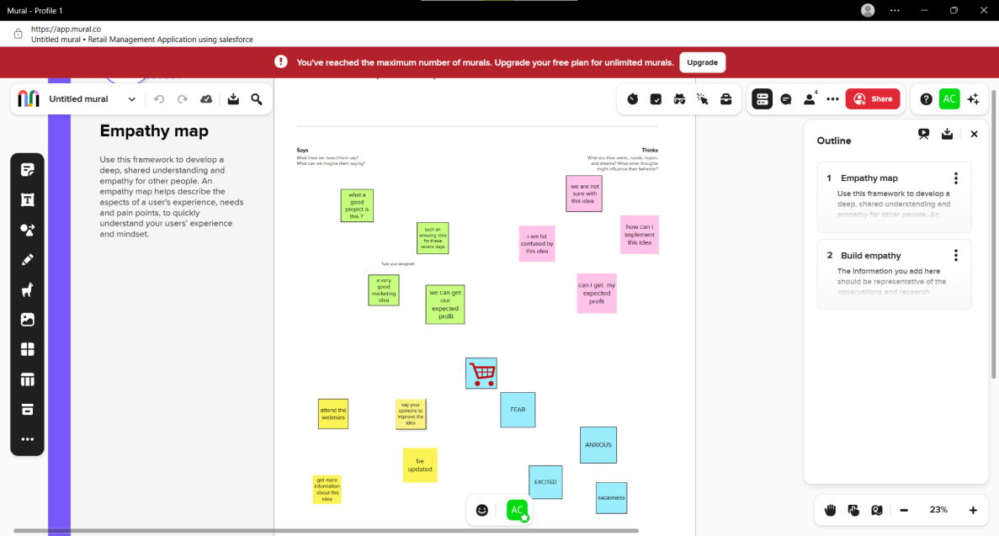 Mural - Profile 1
https://app.mural.co
Untitled mural • Retail Management Application using salesforce
You've reached the maximum number of murals. Upgrade your free plan for unlimited murals.
Upgrade
Untitled mural
4
Share
AC
Empathy map
Use this framework to develop a
deep, shared understanding and
empathy for other people. An
empathy map helps describe the
aspects of a user's experience, needs
and pain points, to quickly
understand your users' experience
and mindset.
Says
What have we heard them say?
What can we imagine them saying?
Thinks
What are their wants, needs, hopes,
and dreams? What other thoughts
might influence their behavior?
what a
good
project is
this ?
such an
amazing idea
for these
recent days
Type your paragraph...
a very
good
marketing
idea
we can get
our
expected
profit
we are not
sure with
this idea
i am bit
confused by
this idea
how can i
implement
this idea
can i get my
expected
profit
attend the
webinars
say your
opinions to
improve the
idea
be
updated
get more
information
about this
idea
FEAR
ANXIOUS
EXCITED
EAGERNESS
AC
Outline
1 Empathy map
Use this framework to develop a
deep, shared understanding and
empathy for other people. An
2 Build empathy
The information you add here
should be representative of the
observations and research.
23%